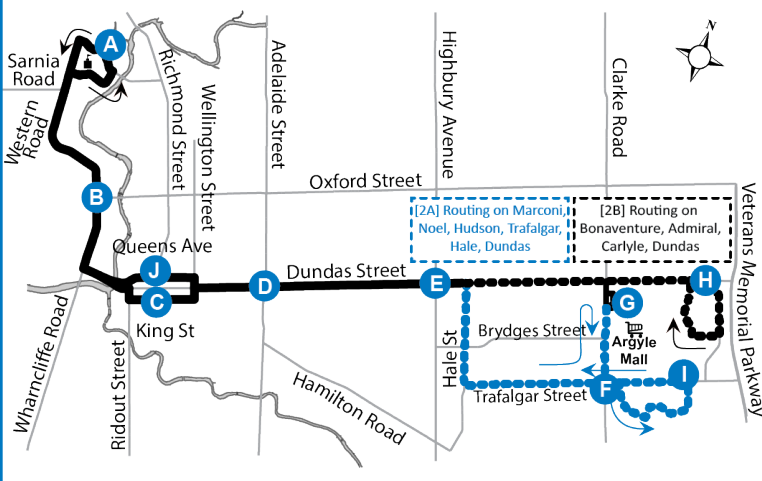 N
A
Sarnia
Road
Western
Road
Richmond Street
Wellington Street
Adelaide Street
Highbury Avenue
Clarke Road
B
Oxford Street
Veterans Memorial Parkway
[2A] Routing on Marconi,
Noel, Hudson, Trafalgar,
Hale, Dundas
[2B] Routing on
Bonaventure, Admiral,
Carlyle, Dundas
Queens Ave
J
C
D
Dundas Street
E
H
G
King St
Wharncliffe Road
Ridout Street
Hale St
Brydges Street
Argyle
Mall
I
F
Trafalgar Street
Hamilton Road